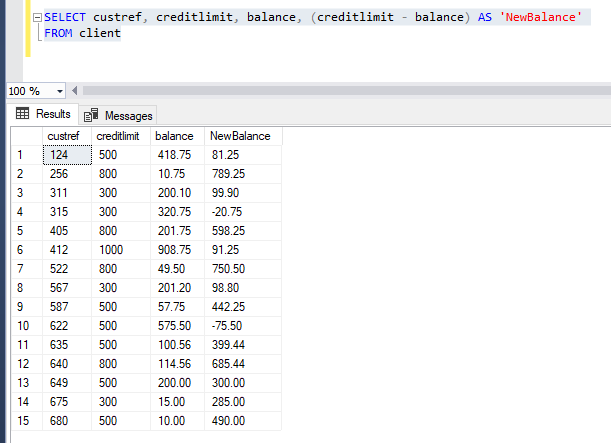 SELECT custref, creditlimit, balance, (creditlimit - balance) AS 'NewBalance'
FROM client
100 %
Results Messages
custref creditlimit balance NewBalance
1 124 500 418.75 81.25
2 256 800 10.75 789.25
3 311 300 200.10 99.90
4 315 300 320.75 -20.75
5 405 800 201.75 598.25
6 412 1000 908.75 91.25
7 522 800 49.50 750.50
8 567 300 201.20 98.80
9 587 500 57.75 442.25
10 622 500 575.50 -75.50
11 635 500 100.56 399.44
12 640 800 114.56 685.44
13 649 500 200.00 300.00
14 675 300 15.00 285.00
15 680 500 10.00 490.00